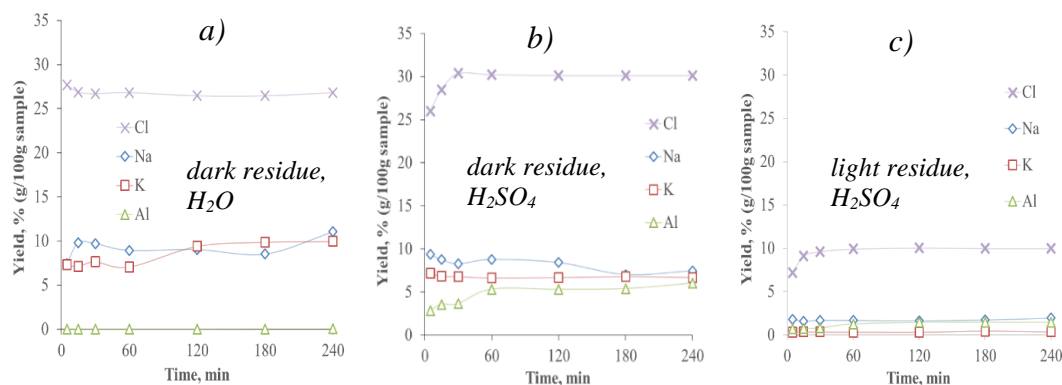 a)
35
30
25
20
15
10
5
0
Yield, % (g/100g sample)
Cl
Na
K
Al
dark residue,
H₂O
0 60 120 180 240
Time, min
b)
35
30
25
20
15
10
5
0
Yield, % (g/100g sample)
Cl
Na
K
Al
dark residue,
H₂SO₄
0 60 120 180 240
Time, min
c)
35
30
25
20
15
10
5
0
Yield, % (g/100g sample)
Cl
Na
K
Al
light residue,
H₂SO₄
0 60 120 180 240
Time, min